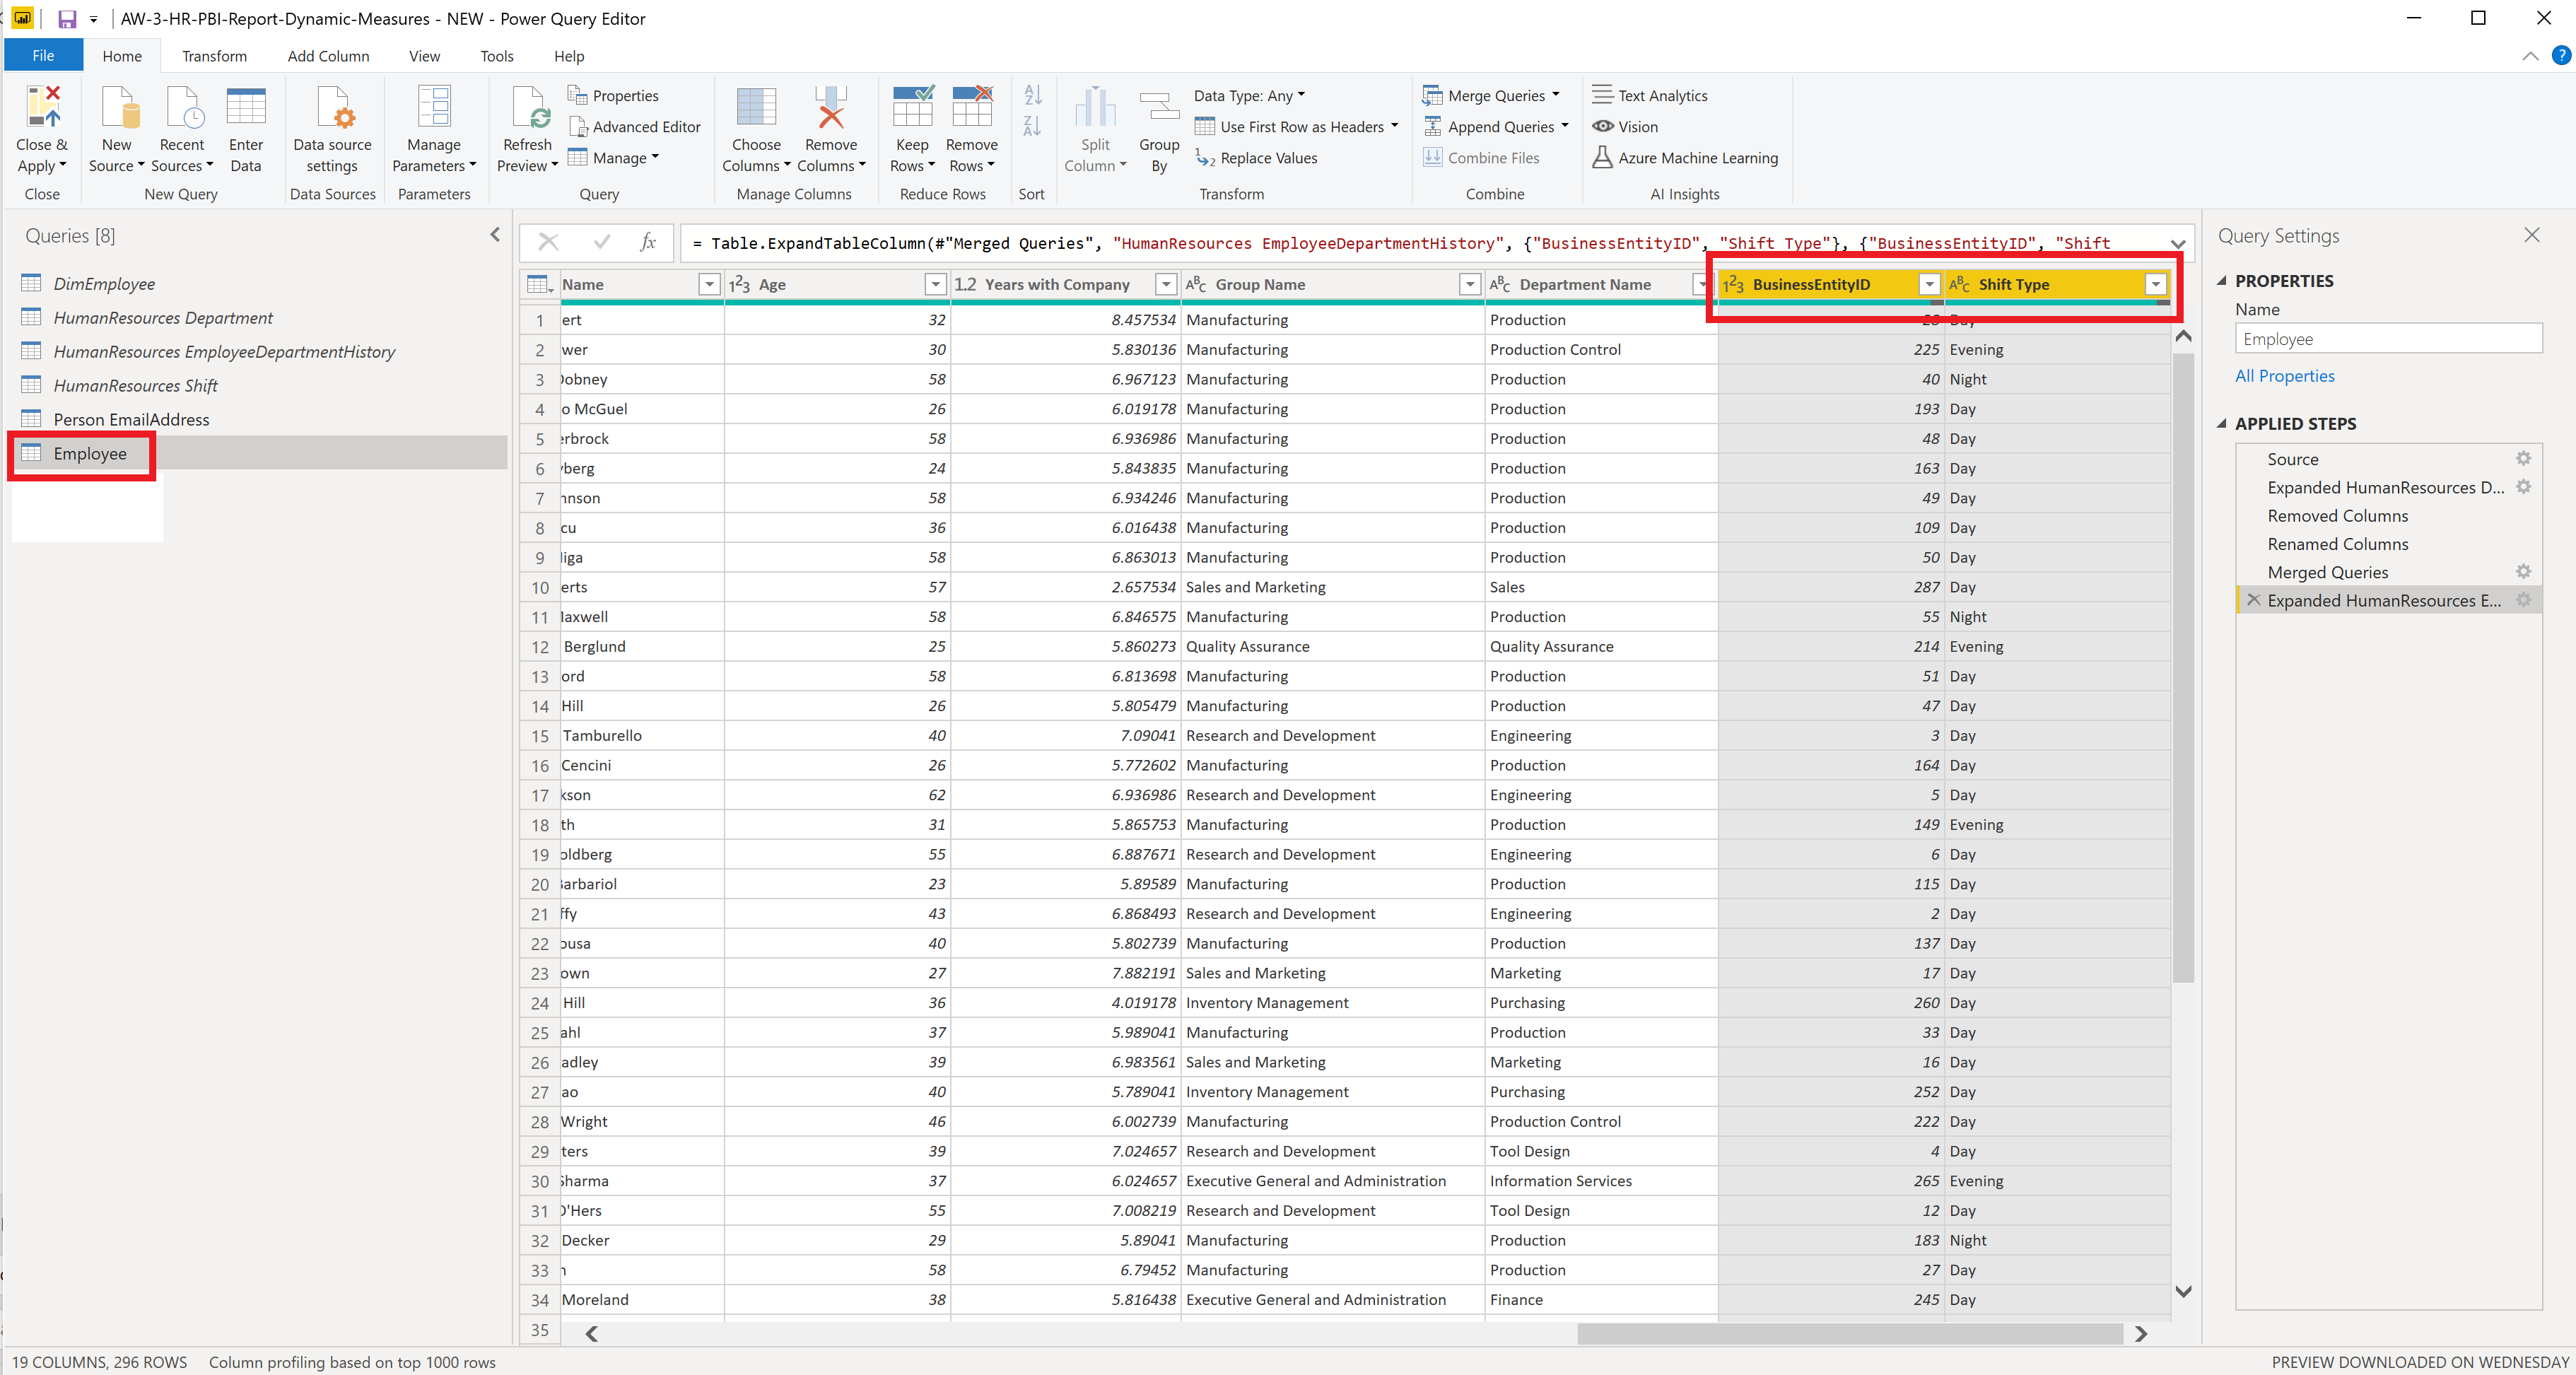 AW-3-HR-PBI-Report-Dynamic-Measures - NEW - Power Query Editor
File Home Transform Add Column View Tools Help
Close & Apply
Close
New Source
Recent Sources
Enter Data
New Query
Data source settings
Data Sources
Manage Parameters
Parameters
Refresh Preview
Properties
Advanced Editor
Manage
Query
Choose Columns
Remove Columns
Manage Columns
Keep Rows
Remove Rows
Reduce Rows
Sort
Split Column
Group By
Data Type: Any
Use First Row as Headers
Replace Values
Transform
Merge Queries
Append Queries
Combine Files
Combine
Text Analytics
Vision
Azure Machine Learning
AI Insights
Queries [8]
DimEmployee
HumanResources Department
HumanResources EmployeeDepartmentHistory
HumanResources Shift
Person EmailAddress
Employee
fx = Table.ExpandTableColumn(#"Merged Queries", "HumanResources EmployeeDepartmentHistory", {"BusinessEntityID", "Shift Type"}, {"BusinessEntityID", "Shift
Name 123 Age 1.2 Years with Company ABC Group Name ABC Department Name 123 BusinessEntityID ABC Shift Type
1 ert 32 8.457534 Manufacturing Production 28 Day
2 wer 30 5.830136 Manufacturing Production Control 225 Evening
3 Dobney 58 6.967123 Manufacturing Production 40 Night
4 o McGuel 26 6.019178 Manufacturing Production 193 Day
5 erbrock 58 6.936986 Manufacturing Production 48 Day
6 yberg 24 5.843835 Manufacturing Production 163 Day
7 nnson 58 6.934246 Manufacturing Production 49 Day
8 cu 36 6.016438 Manufacturing Production 109 Day
9 liga 58 6.863013 Manufacturing Production 50 Day
10 erts 57 2.657534 Sales and Marketing Sales 287 Day
11 Maxwell 58 6.846575 Manufacturing Production 55 Night
12 Berglund 25 5.860273 Quality Assurance Quality Assurance 214 Evening
13 ord 58 6.813698 Manufacturing Production 51 Day
14 Hill 26 5.805479 Manufacturing Production 47 Day
15 Tamburello 40 7.09041 Research and Development Engineering 3 Day
16 Cencini 26 5.772602 Manufacturing Production 164 Day
17 kson 62 6.936986 Research and Development Engineering 5 Day
18 th 31 5.865753 Manufacturing Production 149 Evening
19 oldberg 55 6.887671 Research and Development Engineering 6 Day
20 Barbariol 23 5.89589 Manufacturing Production 115 Day
21 ffy 43 6.868493 Research and Development Engineering 2 Day
22 ousa 40 5.802739 Manufacturing Production 137 Day
23 own 27 7.882191 Sales and Marketing Marketing 17 Day
24 Hill 36 4.019178 Inventory Management Purchasing 260 Day
25 ahl 37 5.989041 Manufacturing Production 33 Day
26 adley 39 6.983561 Sales and Marketing Marketing 16 Day
27 ao 40 5.789041 Inventory Management Purchasing 252 Day
28 Wright 46 6.002739 Manufacturing Production Control 222 Day
29 ters 39 7.024657 Research and Development Tool Design 4 Day
30 Sharma 37 6.024657 Executive General and Administration Information Services 265 Evening
31 O'Hers 55 7.008219 Research and Development Tool Design 12 Day
32 Decker 29 5.89041 Manufacturing Production 183 Night
33 n 58 6.79452 Manufacturing Production 27 Day
34 Moreland 38 5.816438 Executive General and Administration Finance 245 Day
35
Query Settings
PROPERTIES
Name
Employee
All Properties
APPLIED STEPS
Source
Expanded HumanResources D...
Removed Columns
Renamed Columns
Merged Queries
Expanded HumanResources E...
19 COLUMNS, 296 ROWS Column profiling based on top 1000 rows
PREVIEW DOWNLOADED ON WEDNESDAY